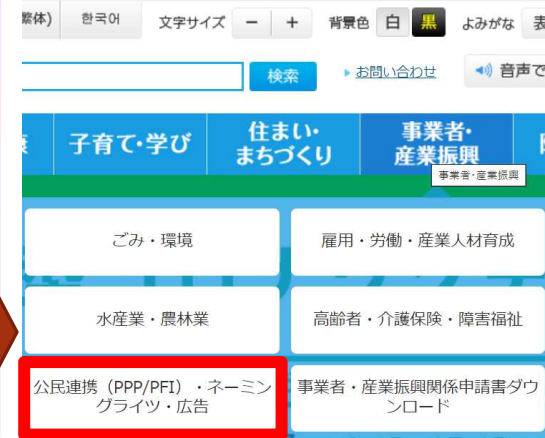 繁体) 한국어 文字サイズ － ＋ 背景色 白 黒 よみがな 表
検索 お問い合わせ 音声で
子育て・学び 住まい・ 事業者・
まちづくり 産業振興
事業者・産業振興
ごみ・環境 雇用・労働・産業人材育成
水産業・農林業 高齢者・介護保険・障害福祉
公民連携（PPP/PFI）・ネーミン 事業者・産業振興関係申請書ダウ
グライツ・広告 ンロード